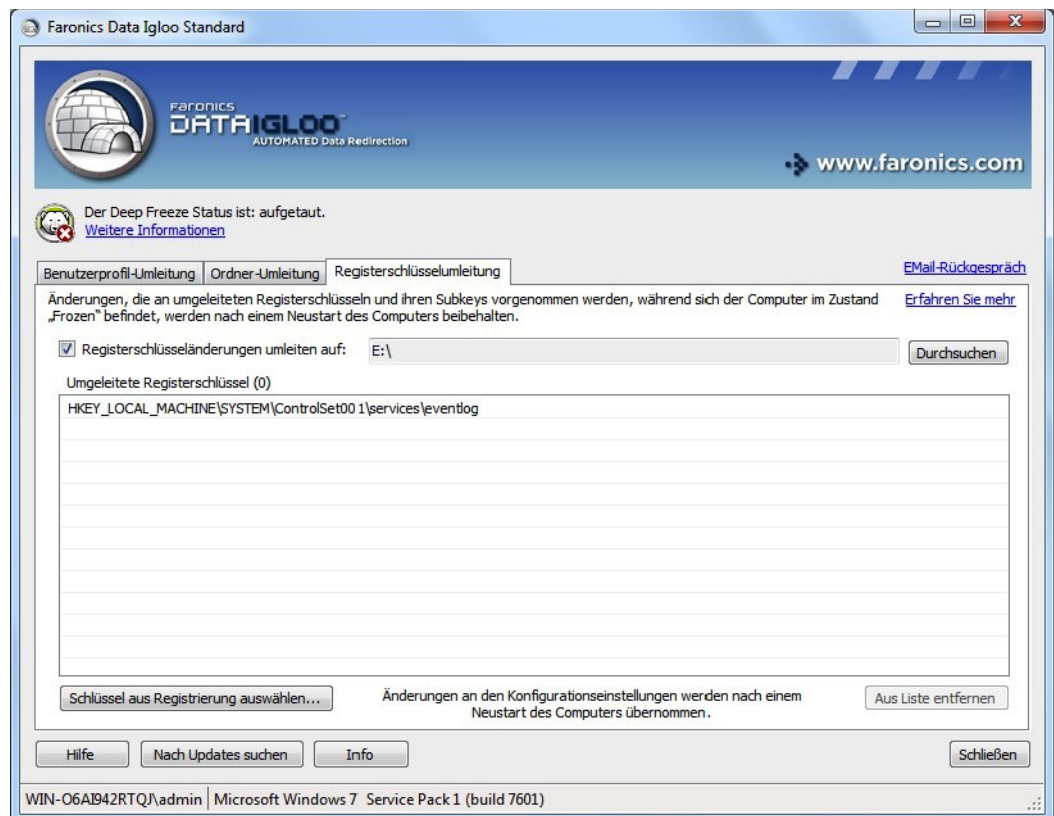 Faronics Data Igloo Standard
Faronics
DATAIGLOO™
AUTOMATED Data Redirection
www.faronics.com
Der Deep Freeze Status ist: aufgetaut.
Weitere Informationen
Benutzerprofil-Umleitung Ordner-Umleitung Registerschlüsselumleitung EMail-Rückgespräch
Änderungen, die an umgeleiteten Registerschlüsseln und ihren Subkeys vorgenommen werden, während sich der Computer im Zustand Erfahren Sie mehr
„Frozen“ befindet, werden nach einem Neustart des Computers beibehalten.
Registerschlüsseländerungen umleiten auf: E:\ Durchsuchen
Umgeleitete Registerschlüssel (0)
HKEY_LOCAL_MACHINE\SYSTEM\ControlSet001\services\eventlog
Schlüssel aus Registrierung auswählen... Änderungen an den Konfigurationseinstellungen werden nach einem Aus Liste entfernen
Neustart des Computers übernommen.
Hilfe Nach Updates suchen Info Schließen
WIN-O6AI942RTQJ\admin Microsoft Windows 7 Service Pack 1 (build 7601)